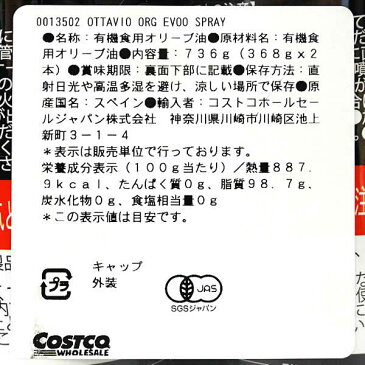 0013502 OTTAVIO ORG EVOO SPRAY
●名称：有機食用オリーブ油●原材料名：有機食
用オリーブ油●内容量：736g(368g×2
本)●賞味期限：裏面下部に記載●保存方法：直
射日光や高温多湿を避け、涼しい場所で保存●原
産国名：スペイン●輸入者：コストコホールセー
ルジャパン株式会社　神奈川県川崎市川崎区池上
新町3-1-4
＊表示は販売単位で行っております。
栄養成分表示(100g当たり)/熱量887.
9kcal、たんぱく質0g、脂質98.7g、
炭水化物0g、食塩相当量0g
＊この表示値は目安です。
プラ
キャップ
外装
JAS
SGSジャパン
COSTCO
WHOLESALE